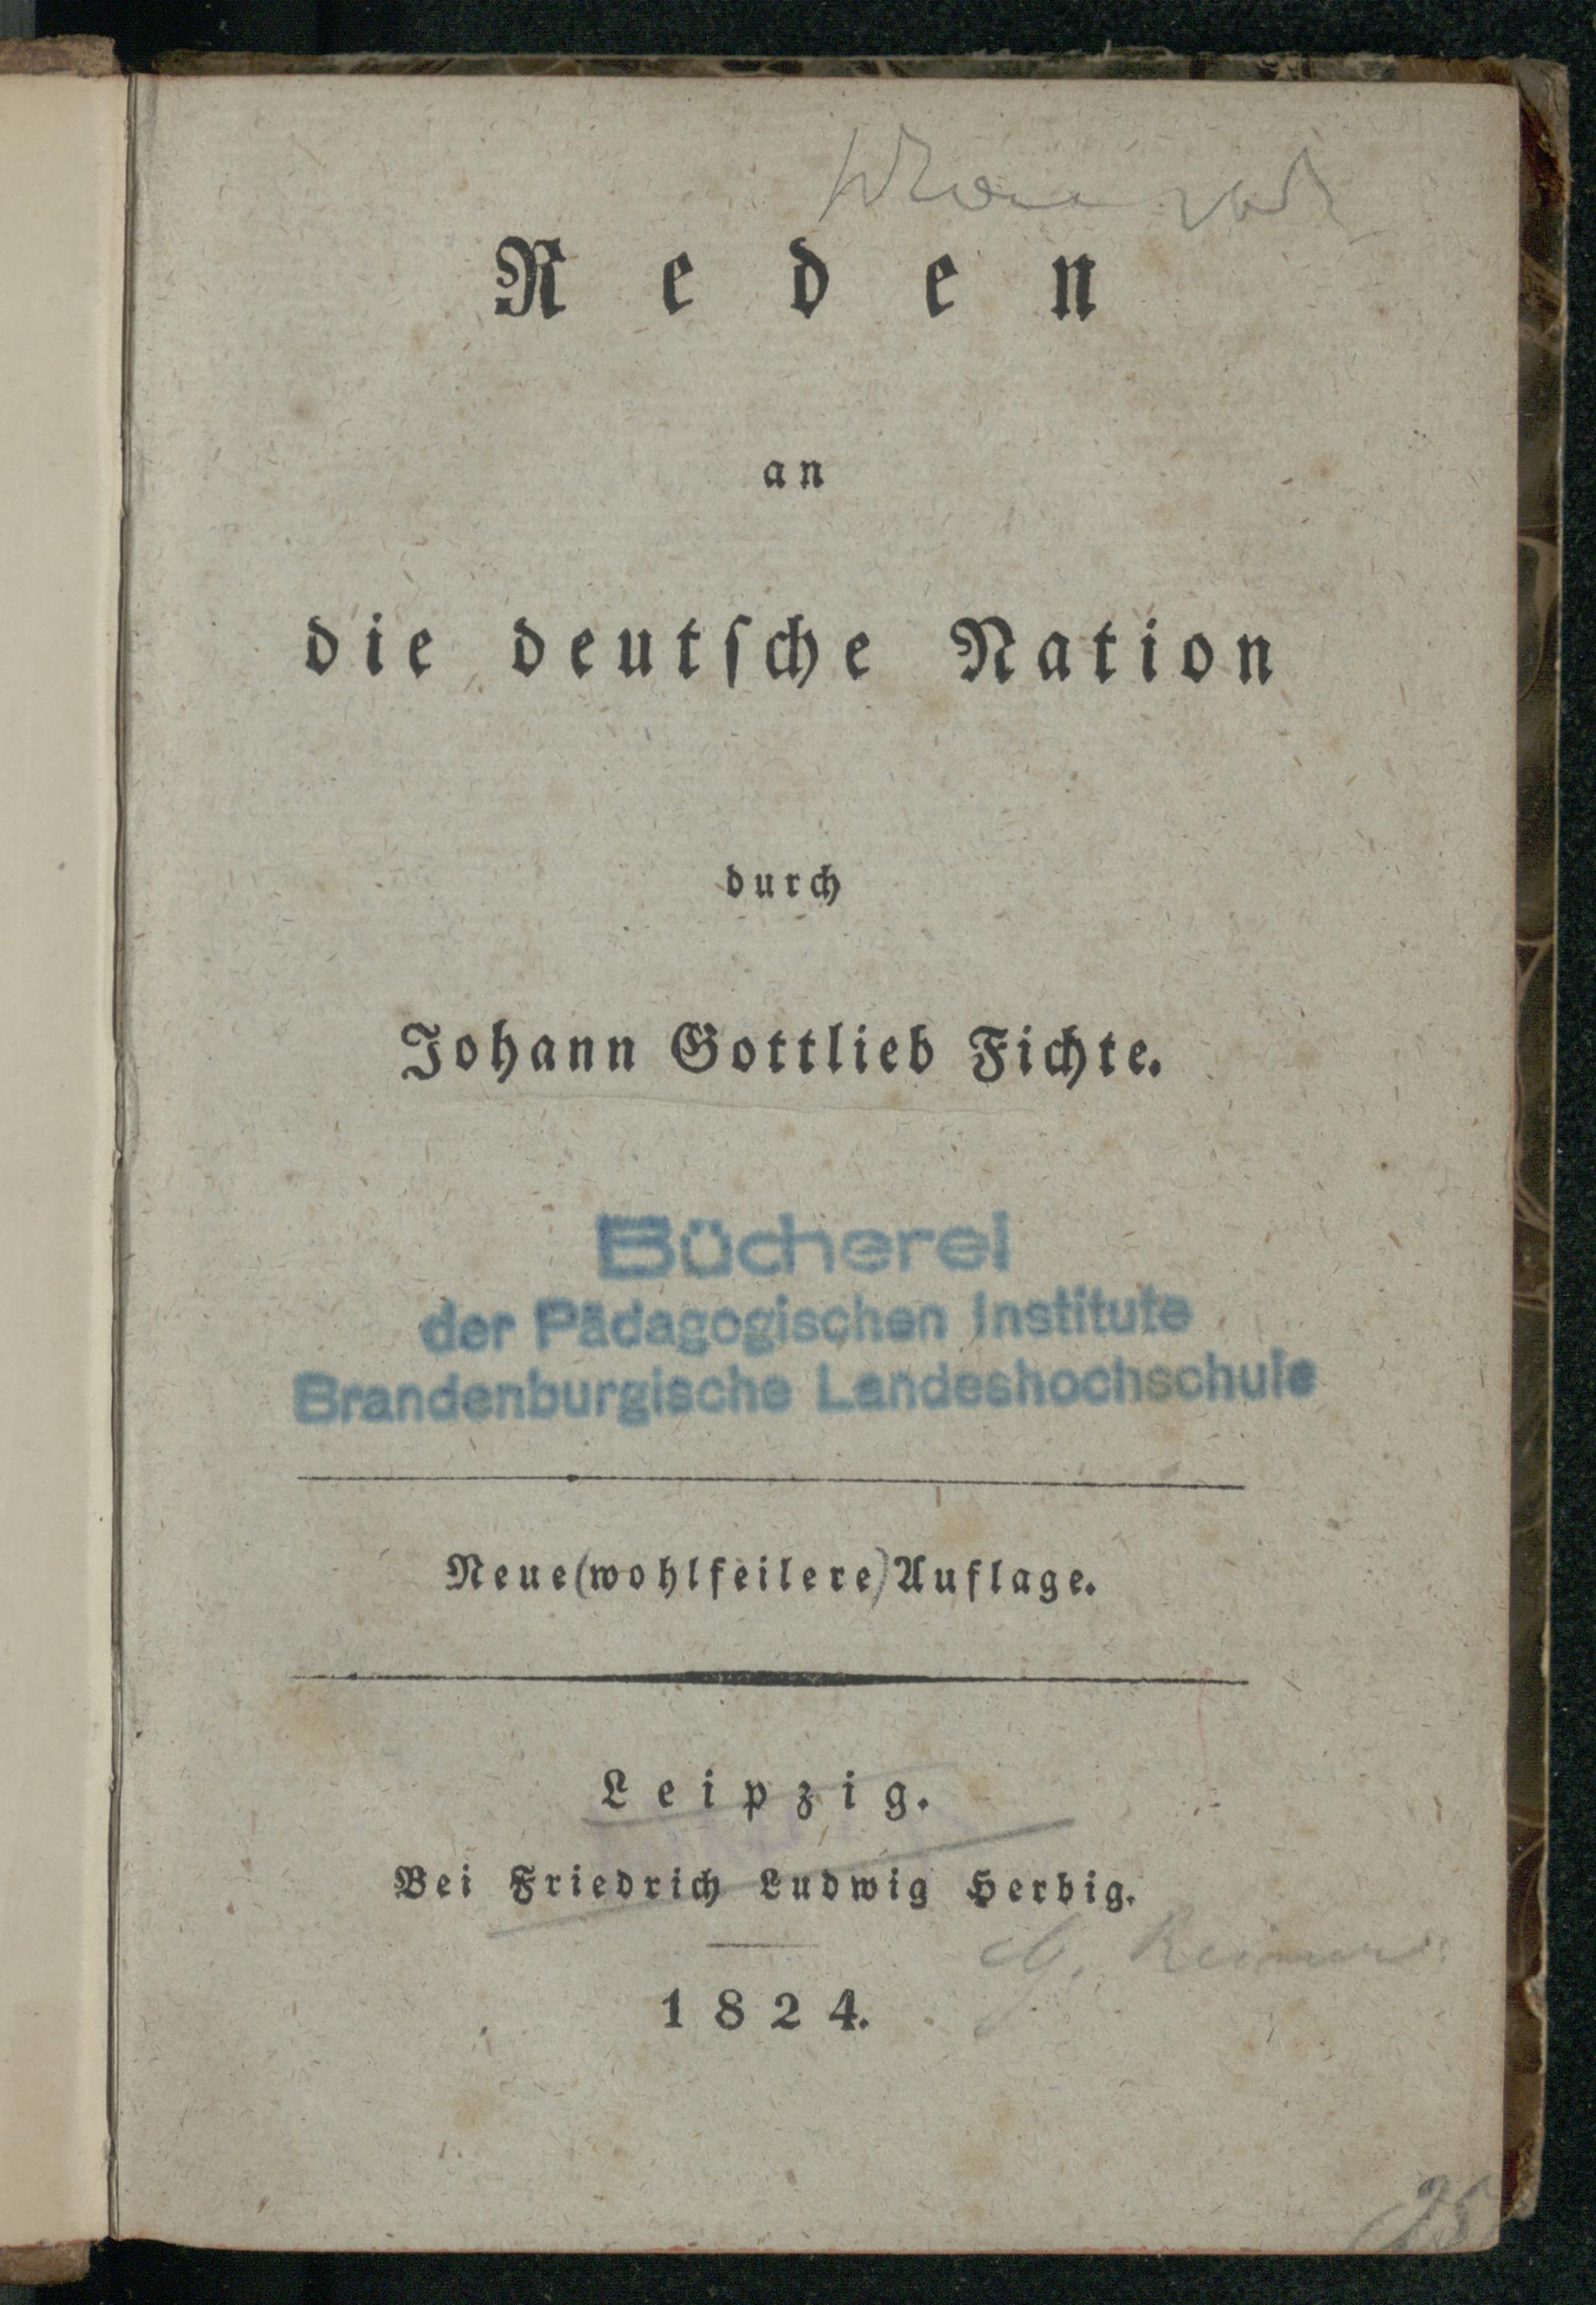 Reden
an
die deutſche Nation
durch
Johann Gottlieb Fichte.
Bücherei
der Pädagogischen Institute
Brandenburgische Landeshochschule
Neue (wohlfeilere) Auflage.
Leipzig.
Bei Friedrich Ludwig Herbig.
G. Reimer
1824.